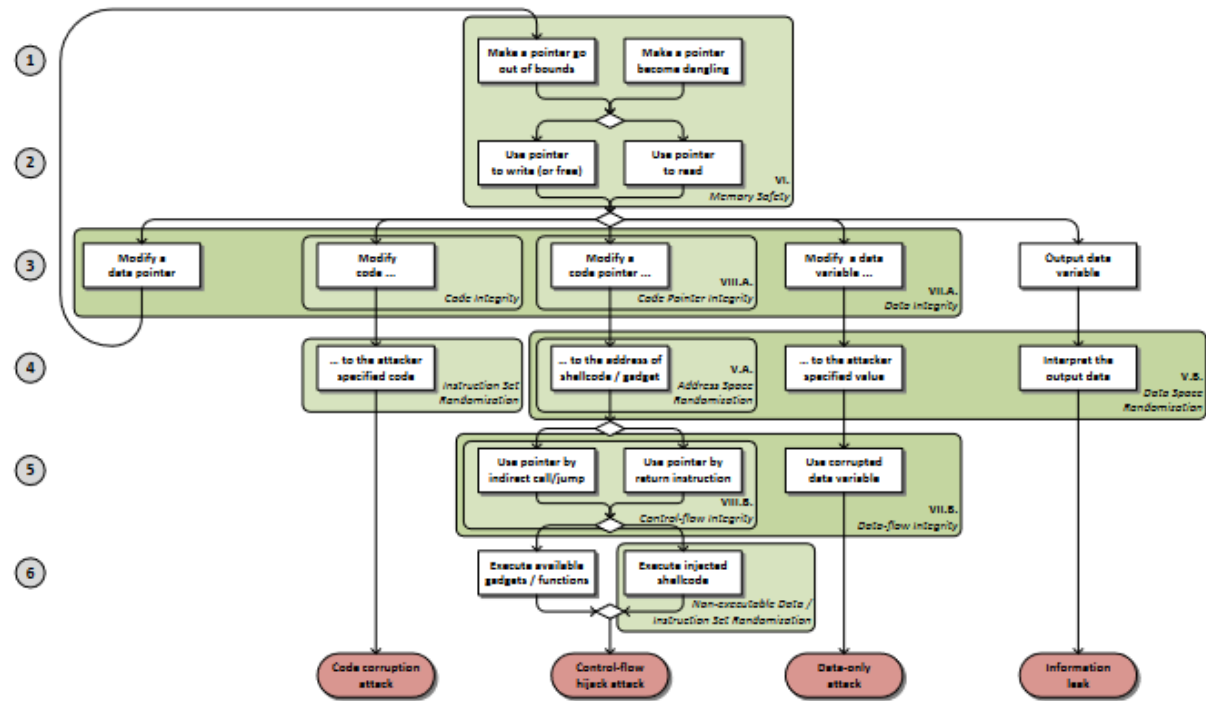 1
Make a pointer go
out of bounds
Make a pointer
become dangling
2
Use pointer
to write (or free)
Use pointer
to read
VI.
Memory Safety
3
Modify a
data pointer
Modify
code ...
Code Integrity
Modify a
code pointer ...
VIII.A.
Code Pointer Integrity
Modify a data
variable ...
VII.A.
Data Integrity
Output data
variable
4
... to the attacker
specified code
Instruction Set
Randomization
... to the address of
shellcode / gadget
V.A.
Address Space
Randomization
... to the attacker
specified value
Interpret the
output data
V.B.
Data Space
Randomization
5
Use pointer by
indirect call/jump
Use pointer by
return instruction
VIII.B.
Control-flow Integrity
Use corrupted
data variable
VII.B.
Data-flow Integrity
6
Execute available
gadgets / functions
Execute injected
shellcode
Non-executable Data /
Instruction Set Randomization
Code corruption
attack
Control-flow
hijack attack
Data-only
attack
Information
leak